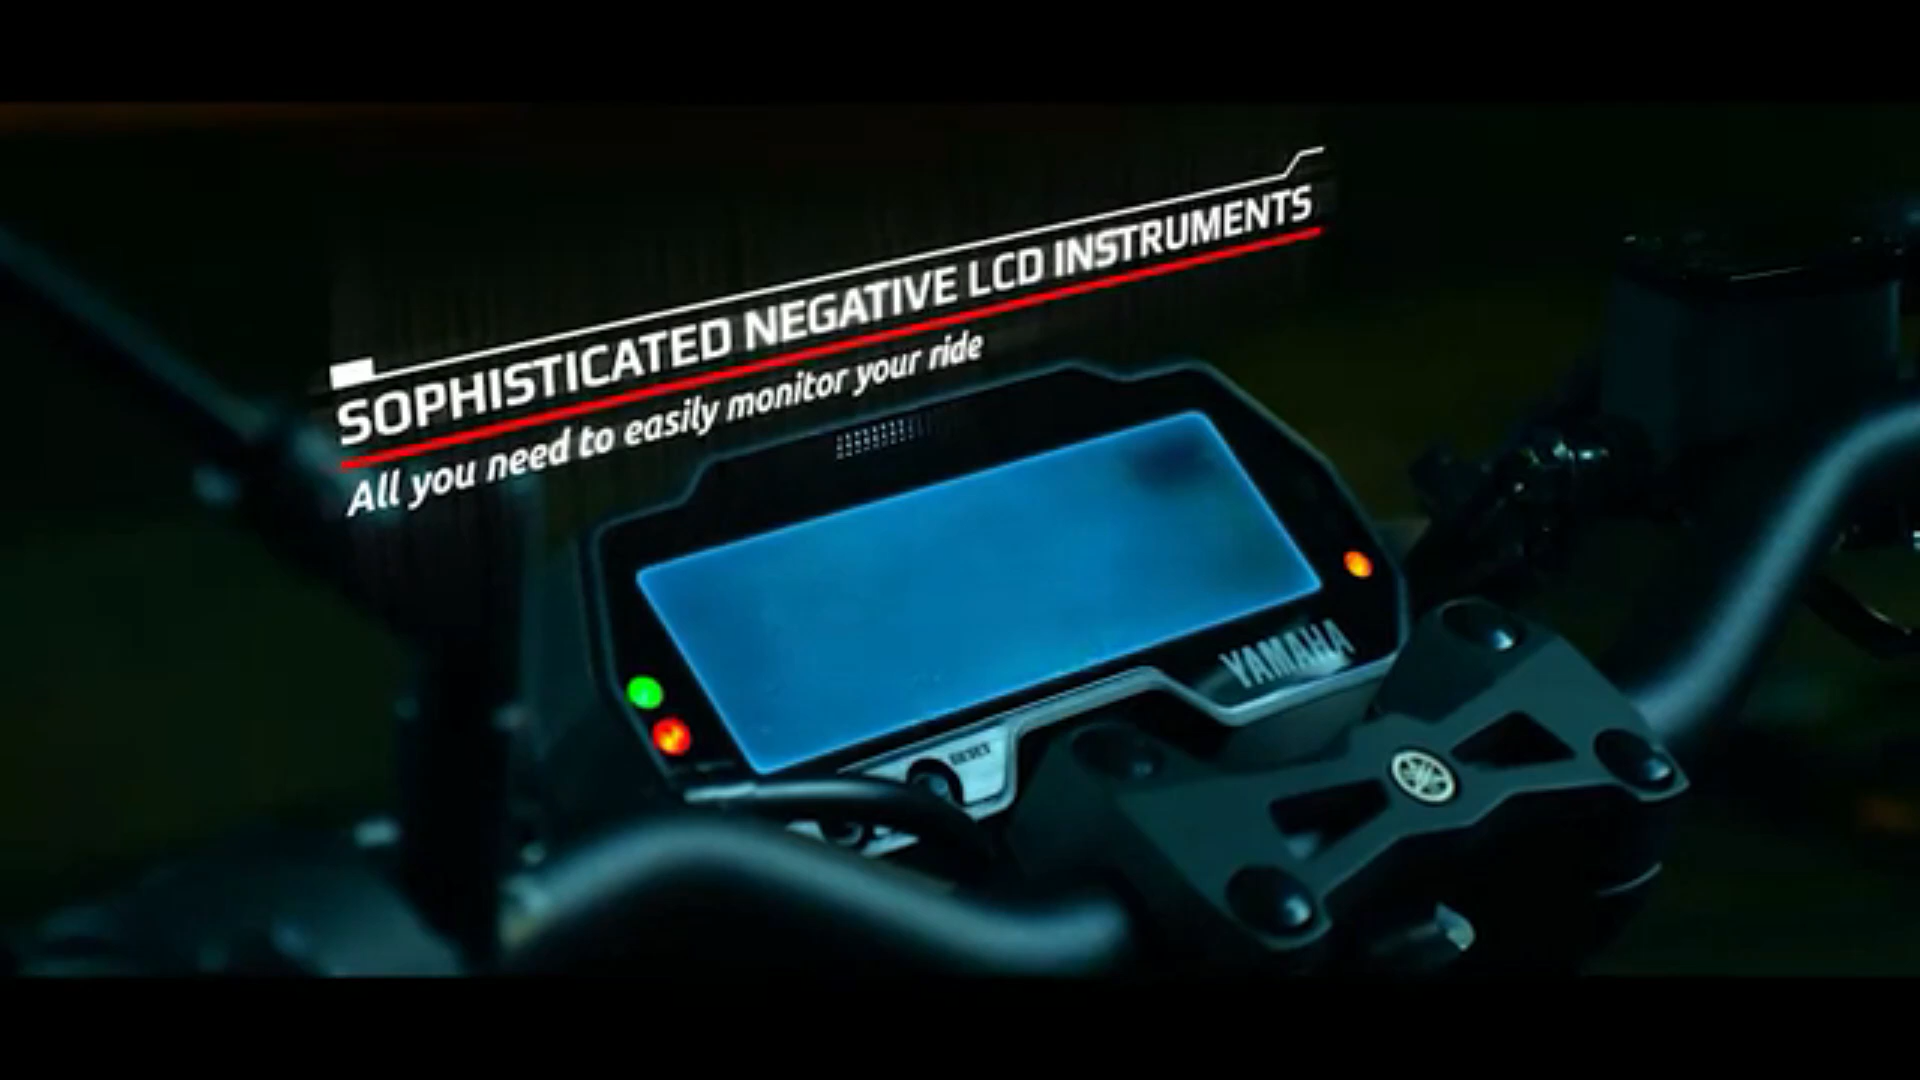 SOPHISTICATED NEGATIVE LCD INSTRUMENTS
All you need to easily monitor your ride
YAMAHA